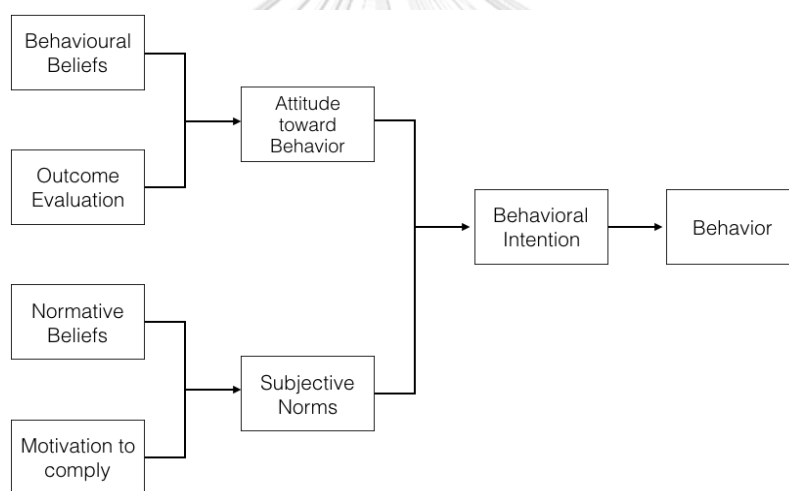 Behavioural
Beliefs
Outcome
Evaluation
Attitude
toward
Behavior
Normative
Beliefs
Motivation to
comply
Subjective
Norms
Behavioral
Intention
Behavior